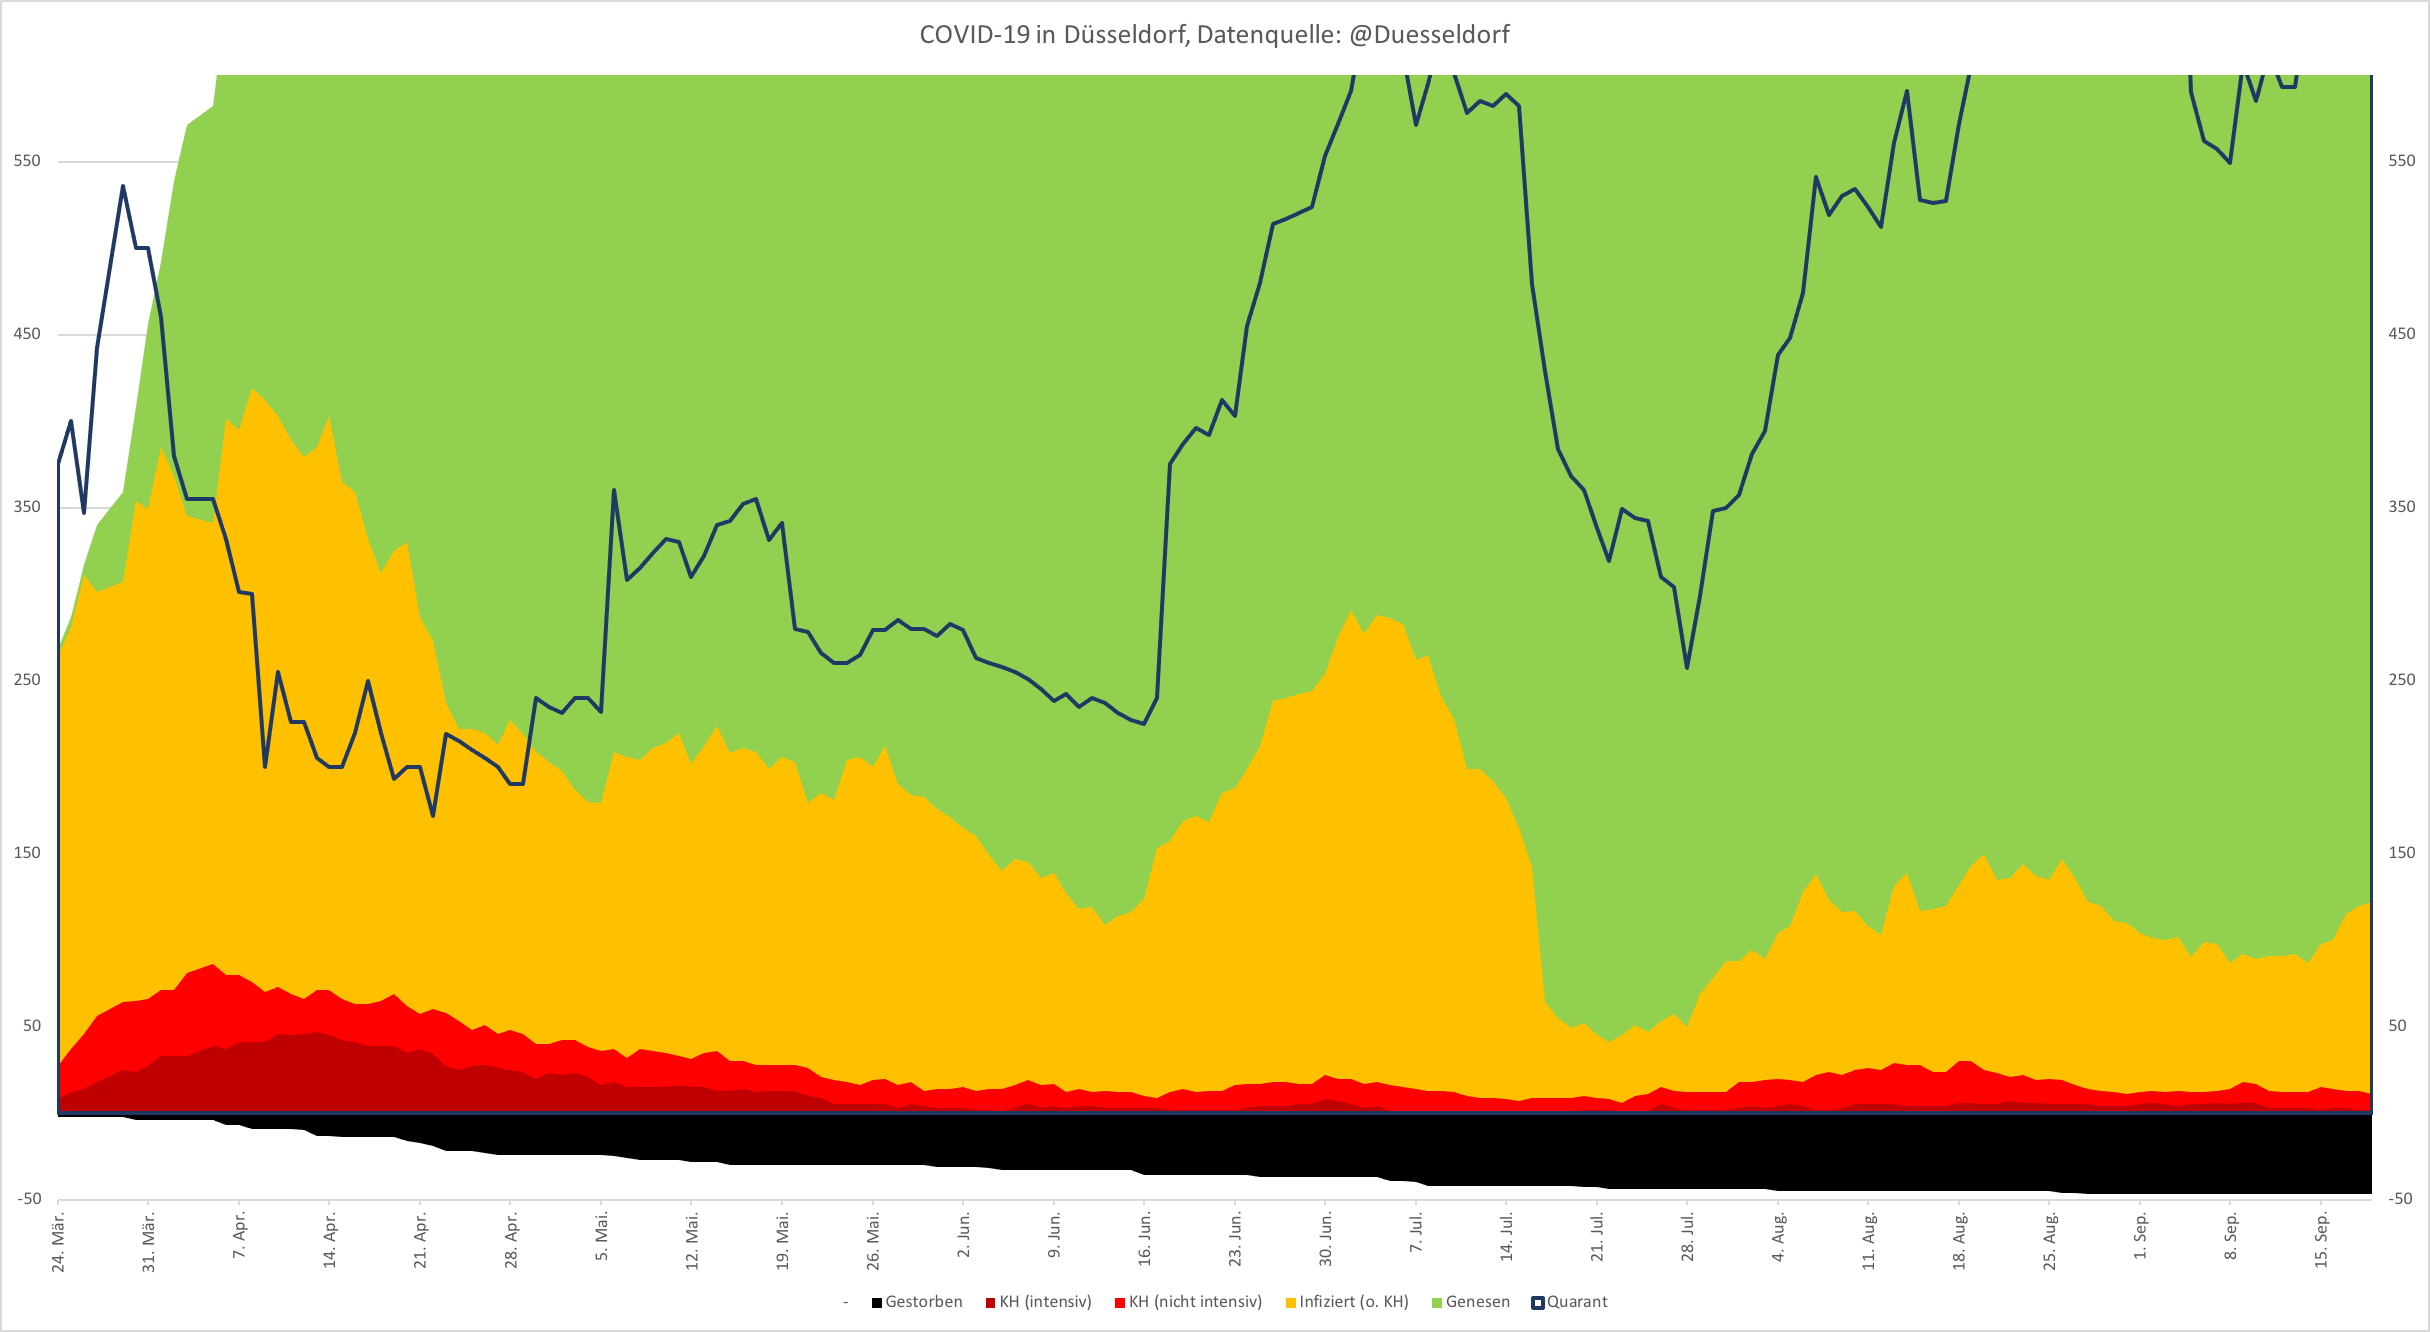 COVID-19 in Düsseldorf, Datenquelle: @Duesseldorf
550 550
450 450
350 350
250 250
150 150
50 50
-50 -50
24. Mär. 31. Mär. 7. Apr. 14. Apr. 21. Apr. 28. Apr. 5. Mai. 12. Mai. 19. Mai. 26. Mai. 2. Jun. 9. Jun. 16. Jun. 23. Jun. 30. Jun. 7. Jul. 14. Jul. 21. Jul. 28. Jul. 4. Aug. 11. Aug. 18. Aug. 25. Aug. 1. Sep. 8. Sep. 15. Sep.
- Gestorben KH (intensiv) KH (nicht intensiv) Infiziert (o. KH) Genesen Quarant